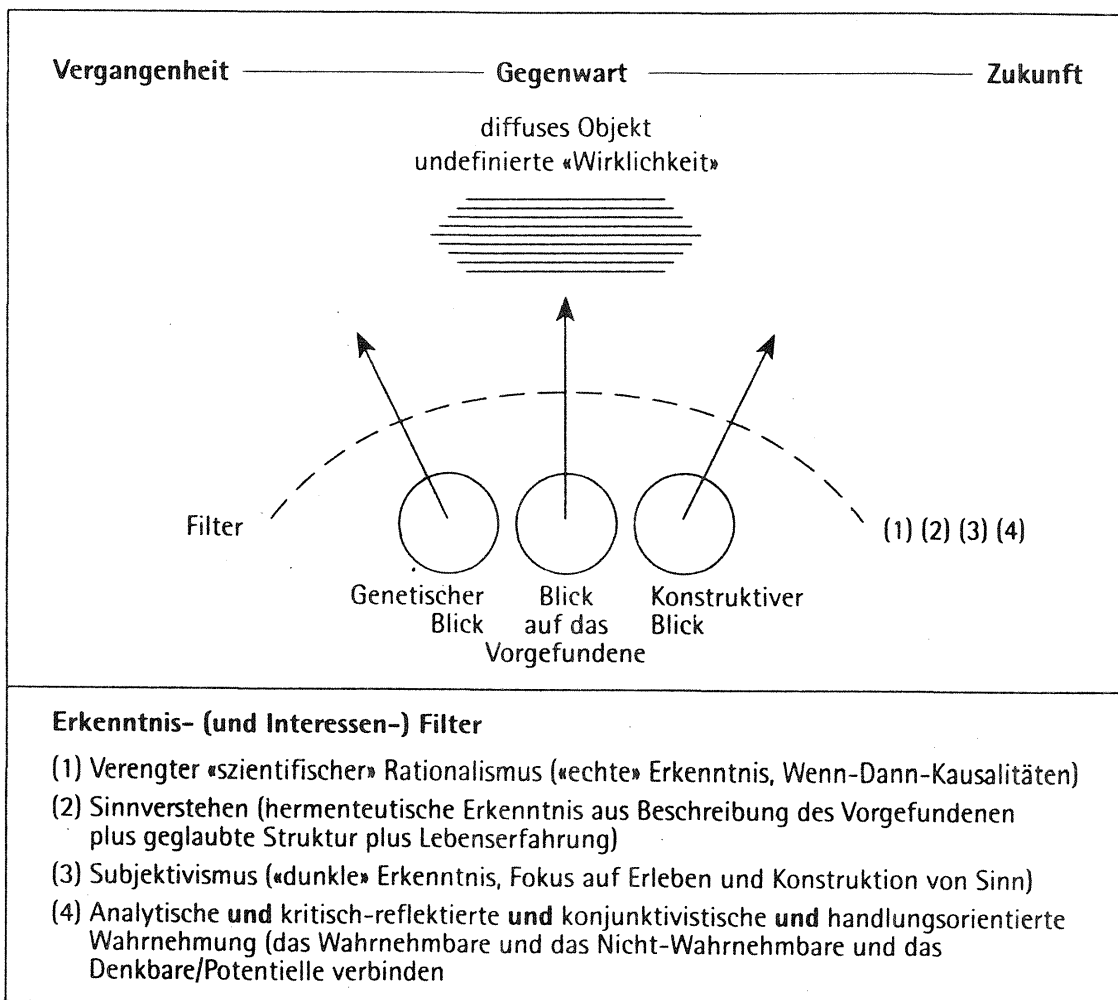 Vergangenheit Gegenwart Zukunft
diffuses Objekt
undefinierte «Wirklichkeit»
Filter
(1) (2) (3) (4)
Genetischer
Blick
Blick
auf das
Vorgefundene
Konstruktiver
Blick
Erkenntnis- (und Interessen-) Filter
(1) Verengter «szientifischer» Rationalismus («echte» Erkenntnis, Wenn-Dann-Kausalitäten)
(2) Sinnverstehen (hermenteutische Erkenntnis aus Beschreibung des Vorgefundenen
plus geglaubte Struktur plus Lebenserfahrung)
(3) Subjektivismus («dunkle» Erkenntnis, Fokus auf Erleben und Konstruktion von Sinn)
(4) Analytische und kritisch-reflektierte und konjunktivistische und handlungsorientierte
Wahrnehmung (das Wahrnehmbare und das Nicht-Wahrnehmbare und das
Denkbare/Potentielle verbinden